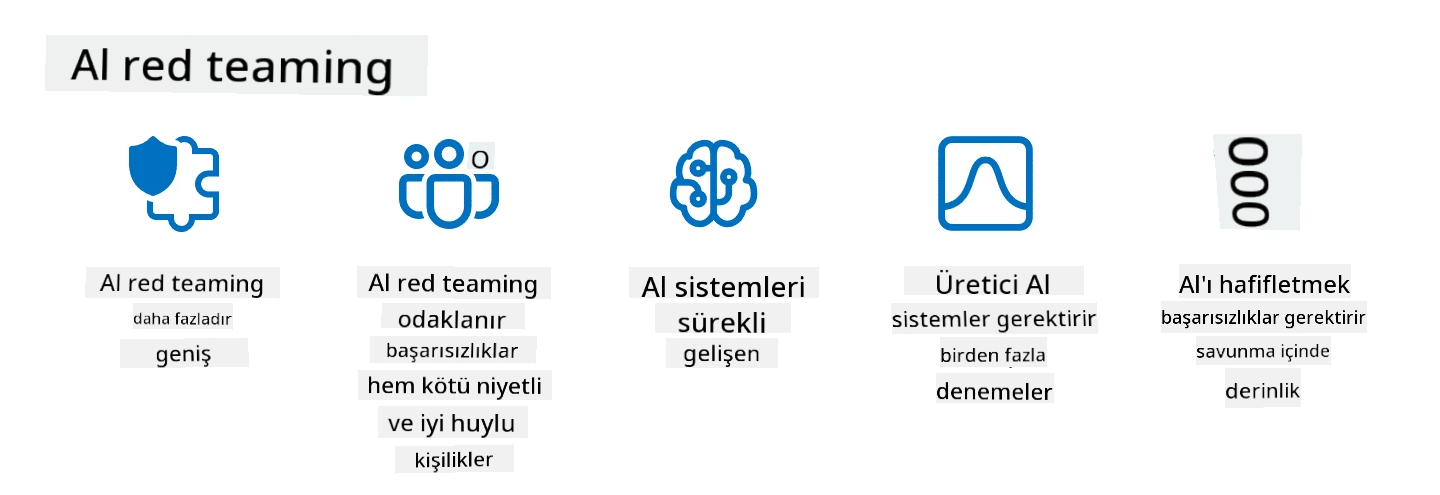 AI red teaming
O
000
AI red teaming
daha fazladır
geniş
AI red teaming
odaklanır
başarısızlıklar
hem kötü niyetli
ve iyi huylu
kişilikler
AI sistemleri
sürekli
gelişen
Üretici AI
sistemler gerektirir
birden fazla
denemeler
AI'ı hafifletmek
başarısızlıklar gerektirir
savunma içinde
derinlik